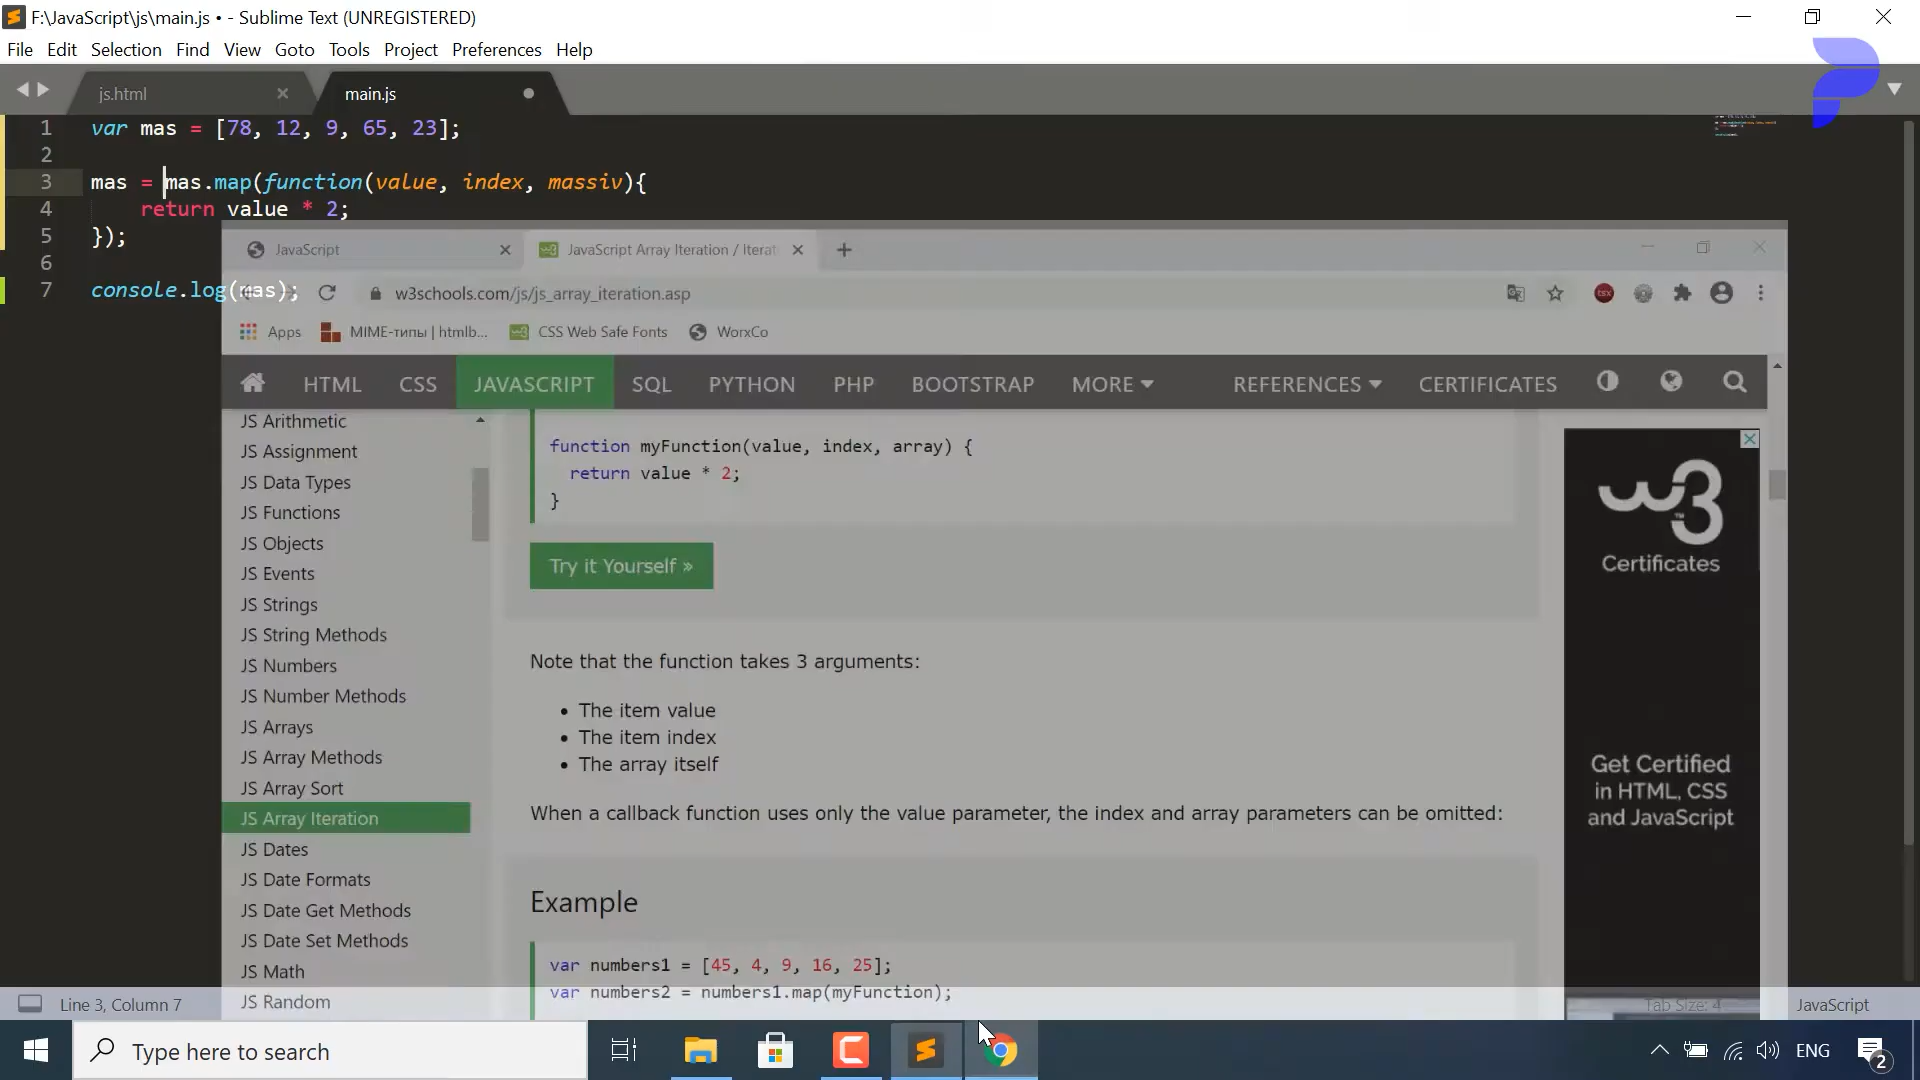 F:\JavaScript\js\main.js • - Sublime Text (UNREGISTERED)
File Edit Selection Find View Goto Tools Project Preferences Help
js.html main.js
1 var mas = [78, 12, 9, 65, 23];
2
3 mas = mas.map(function(value, index, massiv){
4 return value * 2;
5 });
6
7 console.log(mas);
JavaScript JavaScript Array Iteration / Iterat
w3schools.com/js/js_array_iteration.asp
Apps MIME-типы | htmlb... CSS Web Safe Fonts WorxCo
HTML CSS JAVASCRIPT SQL PYTHON PHP BOOTSTRAP MORE REFERENCES CERTIFICATES
JS Arithmetic
JS Assignment
JS Data Types
JS Functions
JS Objects
JS Events
JS Strings
JS String Methods
JS Numbers
JS Number Methods
JS Arrays
JS Array Methods
JS Array Sort
JS Array Iteration
JS Dates
JS Date Formats
JS Date Get Methods
JS Date Set Methods
JS Math
JS Random
function myFunction(value, index, array) {
return value * 2;
}
Try it Yourself »
Note that the function takes 3 arguments:
• The item value
• The item index
• The array itself
When a callback function uses only the value parameter, the index and array parameters can be omitted:
Example
var numbers1 = [45, 4, 9, 16, 25];
var numbers2 = numbers1.map(myFunction);
w3
Certificates
Get Certified
in HTML, CSS
and JavaScript
Line 3, Column 7 Tab Size: 4 JavaScript
Type here to search
ENG
2